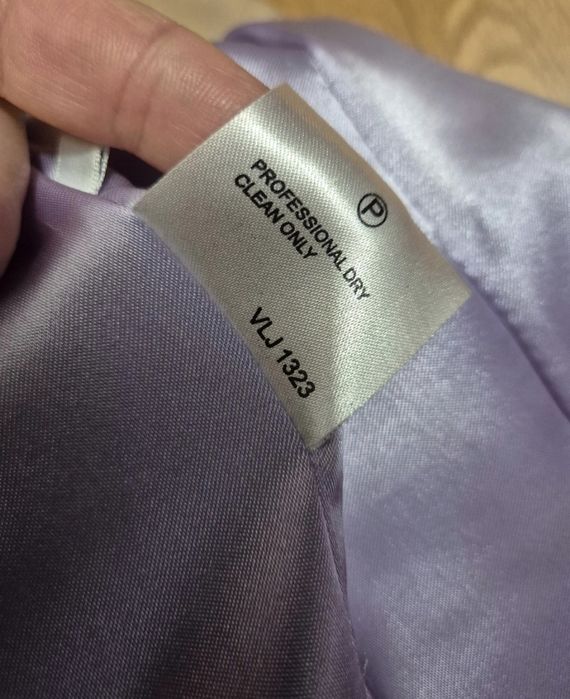 P
PROFESSIONAL DRY
CLEAN ONLY
VLJ 1323